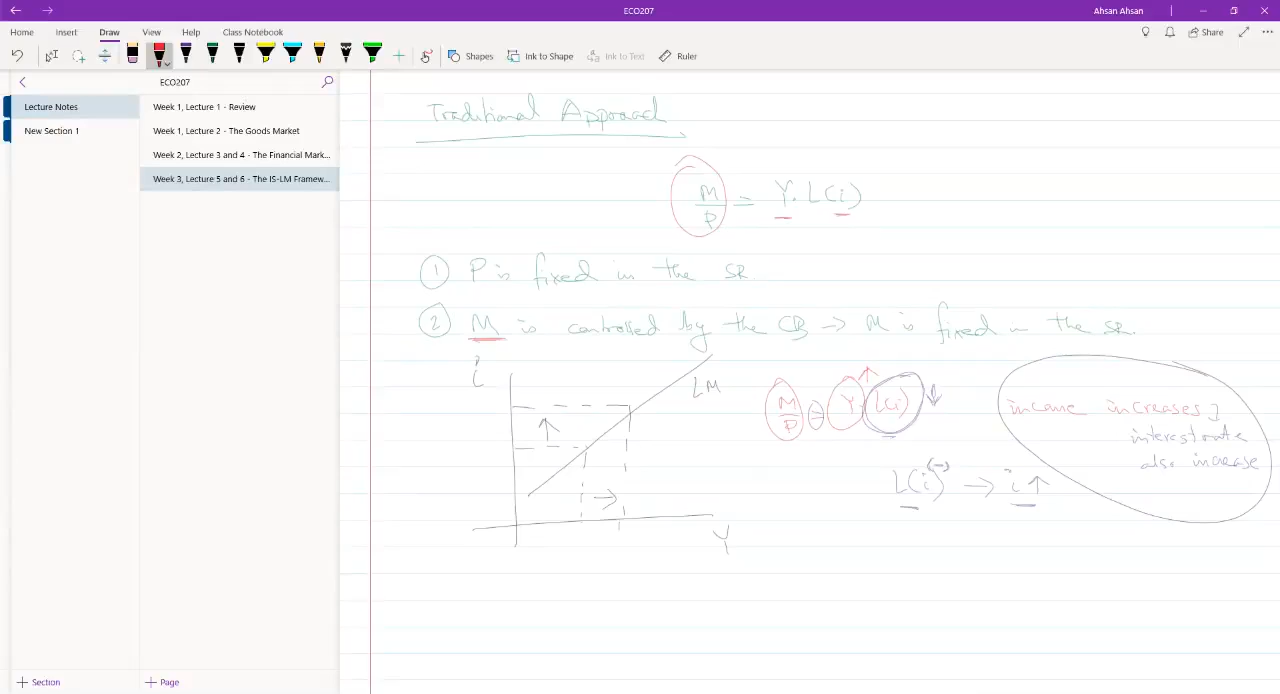 ECO207
Ahsan Ahsan
Home Insert Draw View Help Class Notebook
Share
Shapes Ink to Shape Ink to Text Ruler
ECO207
Lecture Notes
New Section 1
Week 1, Lecture 1 - Review
Week 1, Lecture 2 - The Goods Market
Week 2, Lecture 3 and 4 - The Financial Mark...
Week 3, Lecture 5 and 6 - The IS-LM Framew...
Traditional Approach
M/P = Y. L(i)
① P is fixed in the SR.
② M is controlled by the CB → M is fixed in the SR.
i
LM
Y
M/P = Y. L(i) ↓
↑
L(i) (-) → i ↑
income increases,
interest rate
also increase
+ Section
+ Page